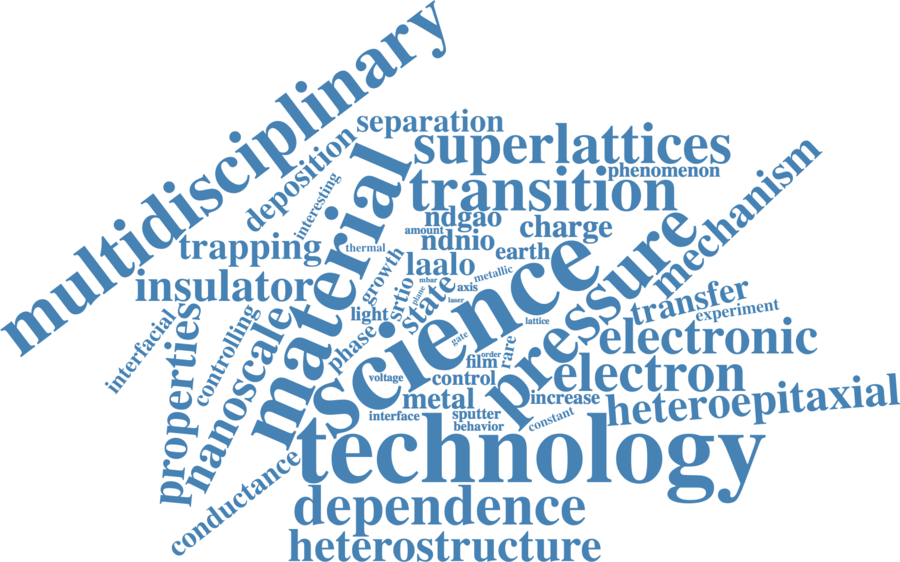 multidisciplinary
separation
superlattices
deposition
phenomenon
transition
material
mechanism
interesting
ndgao
charge
amount
ndnio
trapping
thermal
earth
pressure
laalo
science
growth
metallic
mbar
insulator
srtio
state
plane
axis
laser
light
transfer
experiment
interfacial
properties
controlling
nanoscale
phase
lattice
gate
rare
electronic
order
film
voltage
control
electron
metal
increase
heteroepitaxial
interface
sputter
constant
behavior
technology
conductance
dependence
heterostructure